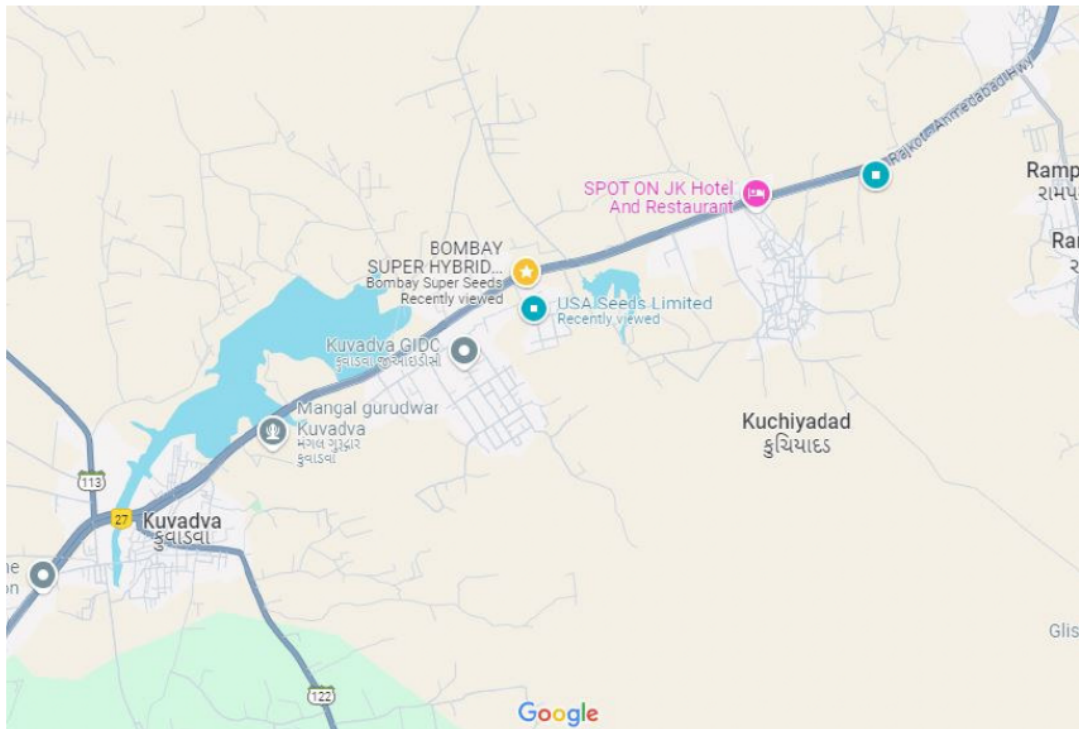 Rajkot - Ahmedabad Hwy
SPOT ON JK Hotel
And Restaurant
Ramp
રામપ
Ra
BOMBAY
SUPER HYBRID...
Bombay Super Seeds
Recently viewed
USA Seeds Limited
Recently viewed
Kuvadva GIDC
કુવાડવા જીઆઇડીસી
Mangal gurudwar
Kuvadva
મંગલ ગુરુદ્વાર
કુવાડવા
Kuchiyadad
કુચિયાદડ
113
27
Kuvadva
કુવાડવા
ne
on
Glis
122
Google